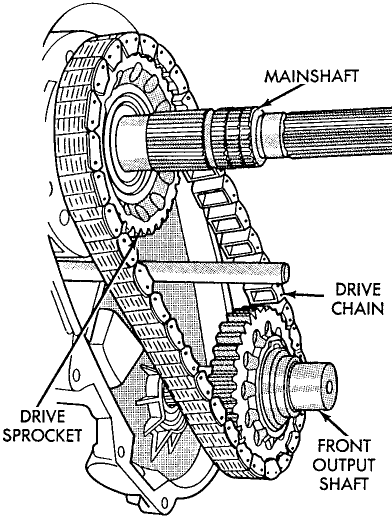 MAINSHAFT
DRIVE
CHAIN
DRIVE
SPROCKET
FRONT
OUTPUT
SHAFT